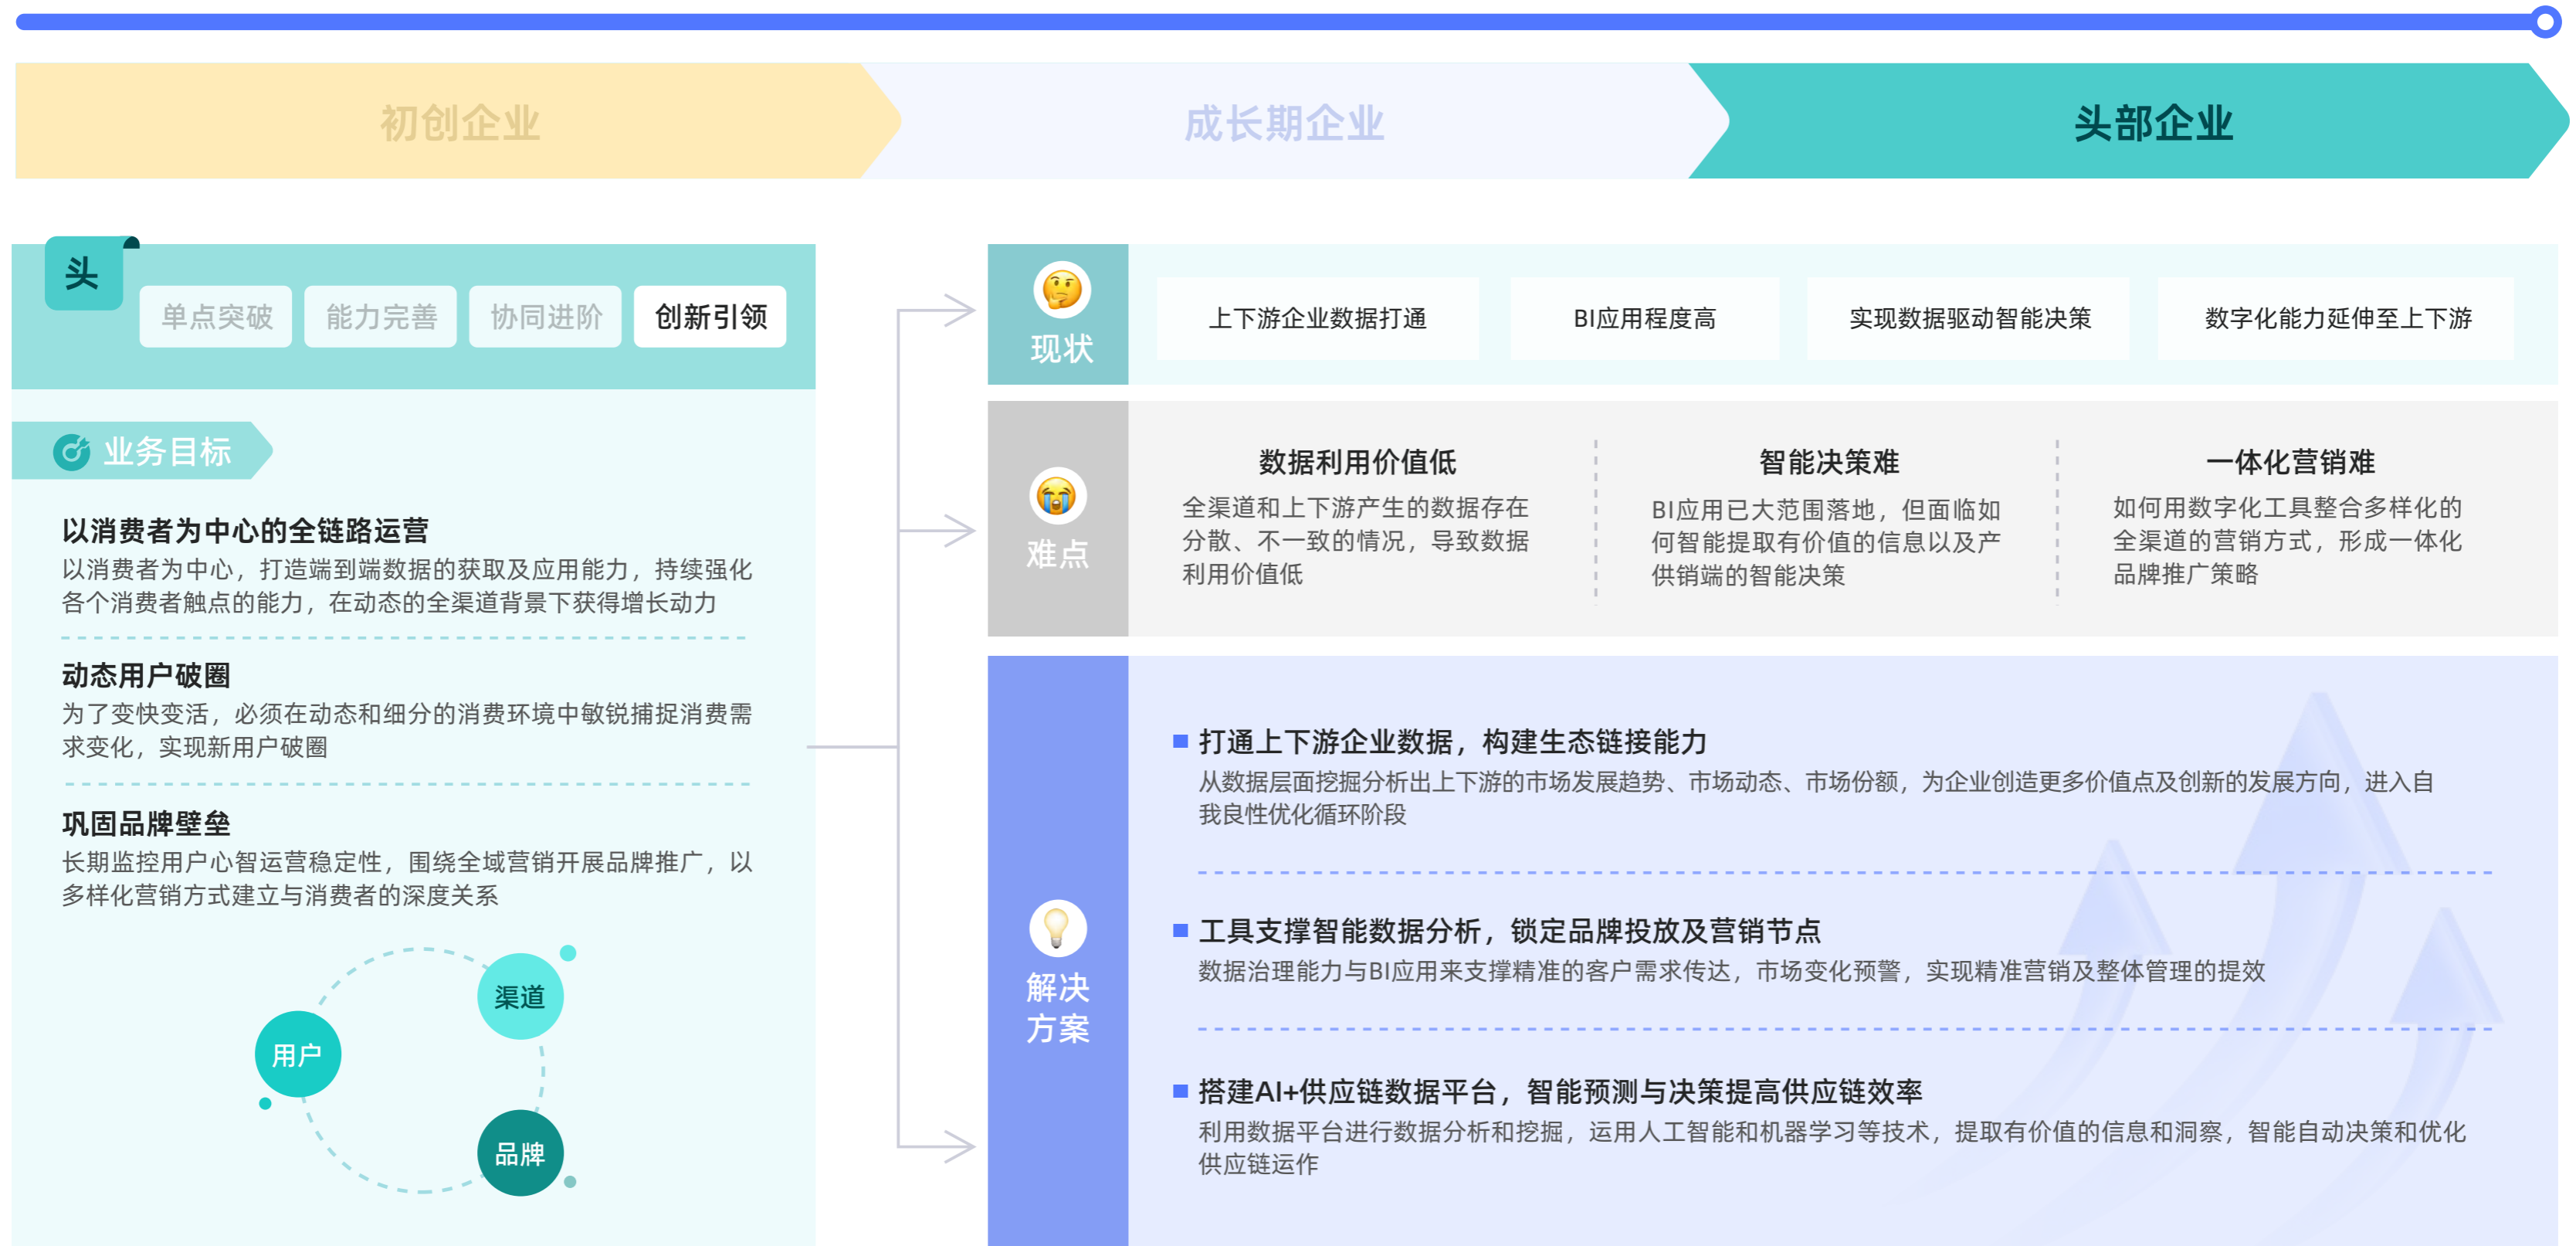 初创企业
成长期企业
头部企业
头
单点突破
能力完善
协同进阶
创新引领
业务目标
以消费者为中心的全链路运营
以消费者为中心，打造端到端数据的获取及应用能力，持续强化
各个消费者触点的能力，在动态的全渠道背景下获得增长动力
动态用户破圈
为了变快变活，必须在动态和细分的消费环境中敏锐捕捉消费需
求变化，实现新用户破圈
巩固品牌壁垒
长期监控用户心智运营稳定性，围绕全域营销开展品牌推广，以
多样化营销方式建立与消费者的深度关系
渠道
用户
品牌
现状
上下游企业数据打通
BI应用程度高
实现数据驱动智能决策
数字化能力延伸至上下游
难点
数据利用价值低
全渠道和上下游产生的数据存在
分散、不一致的情况，导致数据
利用价值低
智能决策难
BI应用已大范围落地，但面临如
何智能提取有价值的信息以及产
供销端的智能决策
一体化营销难
如何用数字化工具整合多样化的
全渠道的营销方式，形成一体化
品牌推广策略
解决
方案
打通上下游企业数据，构建生态链接能力
从数据层面挖掘分析出上下游的市场发展趋势、市场动态、市场份额，为企业创造更多价值点及创新的发展方向，进入自
我良性优化循环阶段
工具支撑智能数据分析，锁定品牌投放及营销节点
数据治理能力与BI应用来支撑精准的客户需求传达，市场变化预警，实现精准营销及整体管理的提效
搭建AI+供应链数据平台，智能预测与决策提高供应链效率
利用数据平台进行数据分析和挖掘，运用人工智能和机器学习等技术，提取有价值的信息和洞察，智能自动决策和优化
供应链运作